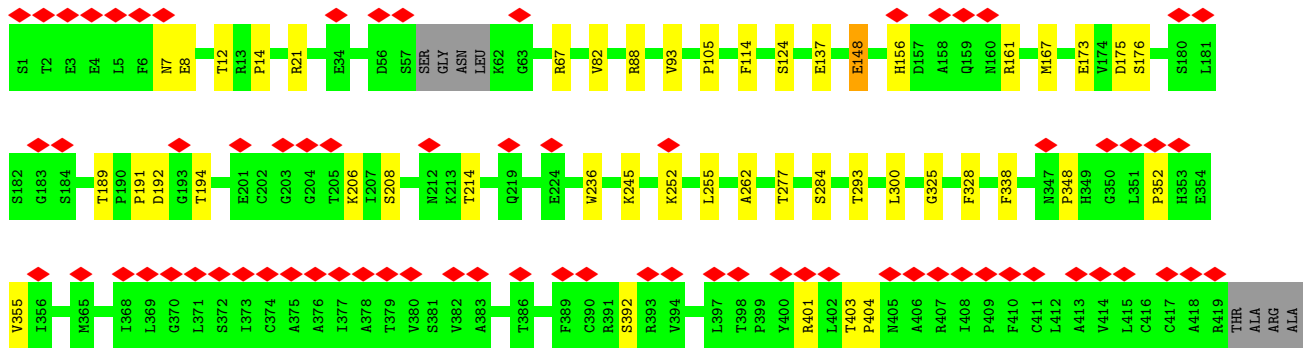 S1 T2 E3 E4 L5 F6 N7 E8 T12 R13 P14 R21 E34 D56 S57 SER GLY ASN LEU K62 G63 R67 V82 R88 V93 P105 F114 S124 E137 E148 H156 D157 A158 Q159 N160 R161 M167 E173 V174 D175 S176 S180 L181
S182 G183 S184 T189 P190 P191 D192 G193 T194 E201 C202 G203 G204 T205 K206 I207 S208 N212 K213 T214 Q219 E224 W236 K245 K252 L255 A262 T277 S284 T293 L300 G325 F328 F338 N347 P348 H349 G350 L351 P352 H353 E354
V355 I356 M365 I368 L369 G370 L371 S372 I373 C374 A375 A376 I377 A378 T379 V380 S381 V382 A383 T386 F389 C390 R391 S392 R393 V394 L397 T398 P399 Y400 R401 L402 T403 P404 N405 A406 R407 I408 P409 F410 C411 L412 A413 V414 L415 C416 C417 A418 R419 THR ALA ARG ALA